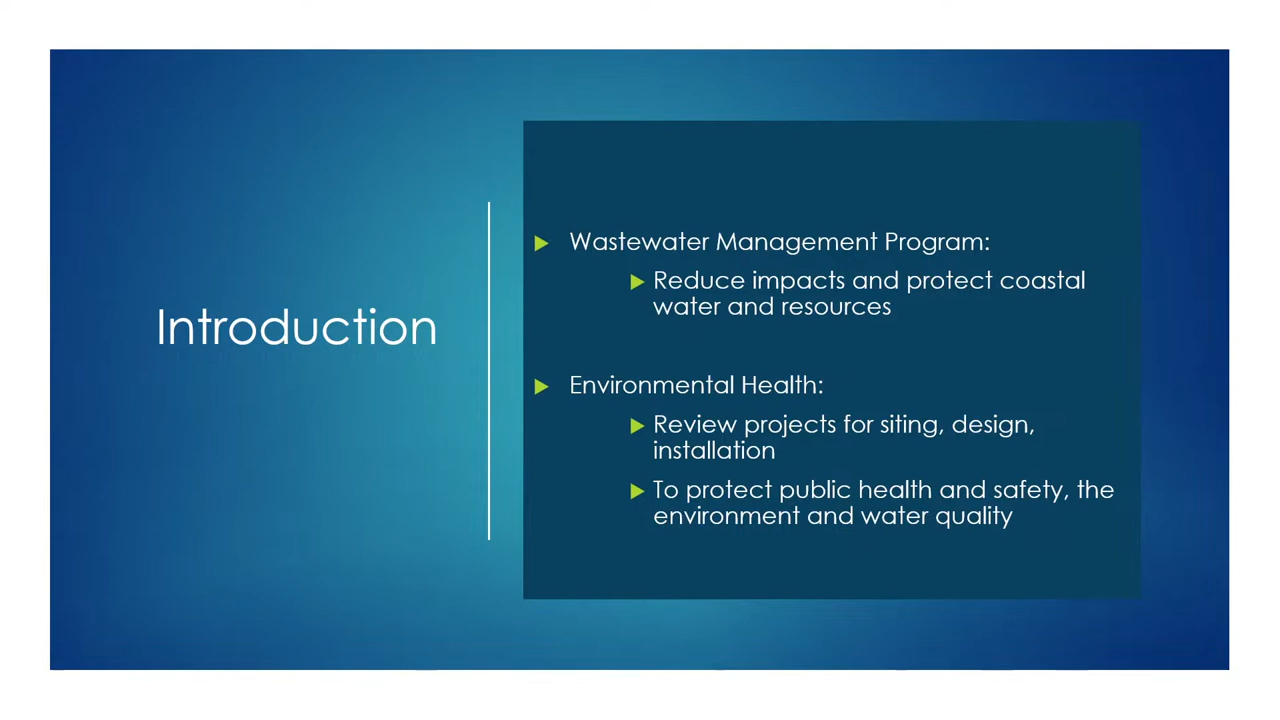 Introduction
Wastewater Management Program:
Reduce impacts and protect coastal
water and resources
Environmental Health:
Review projects for siting, design,
installation
To protect public health and safety, the
environment and water quality